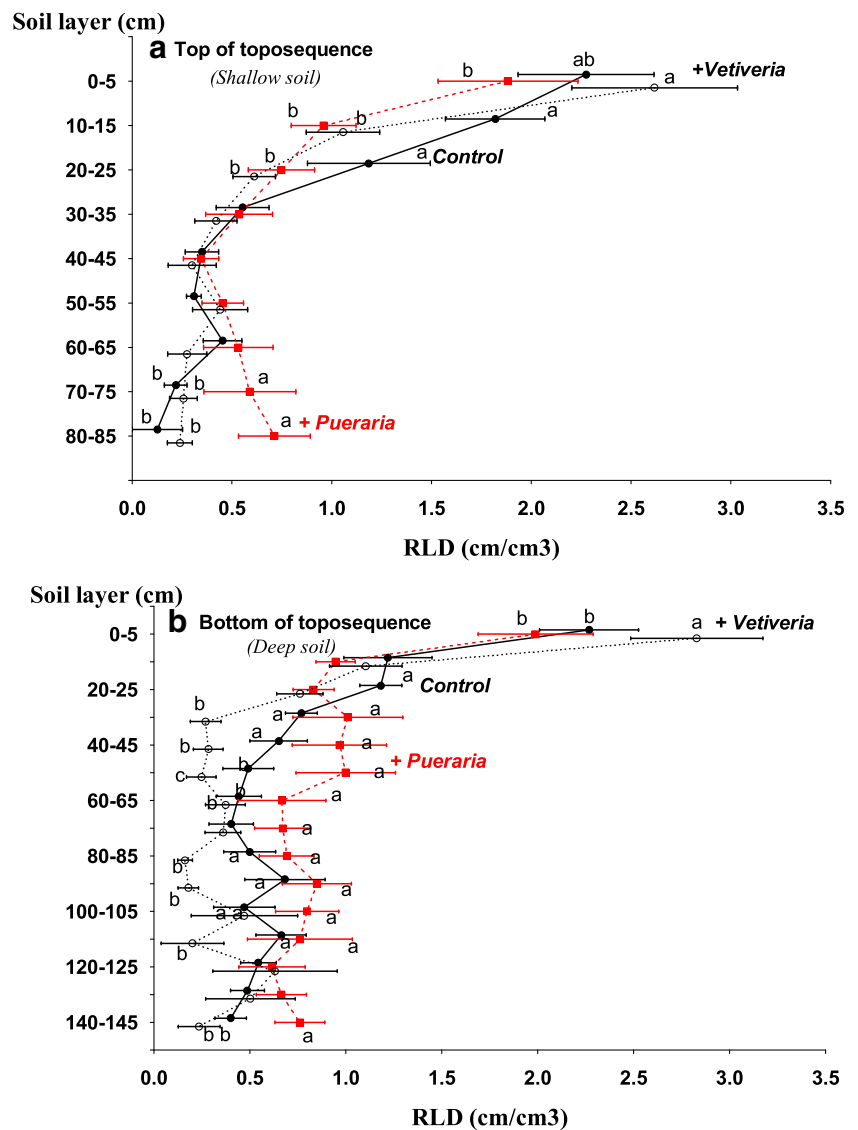 Soil layer (cm)
a Top of toposequence
(Shallow soil)
ab
+Vetiveria
0-5
b
a
10-15
b
b
a
20-25
b
b
a
Control
30-35
40-45
50-55
60-65
70-75
b
b
a
80-85
b
b
a
+ Pueraria
0.0 0.5 1.0 1.5 2.0 2.5 3.0 3.5
RLD (cm/cm3)
Soil layer (cm)
b Bottom of toposequence
(Deep soil)
b
b
a
+ Vetiveria
0-5
20-25
a
Control
b
a
a
40-45
b
a
a
+ Pueraria
c
b
a
60-65
b
b
a
a
80-85
b
a
a
b
a
a
100-105
a
a
a
b
a
a
120-125
140-145
b
b
a
0.0 0.5 1.0 1.5 2.0 2.5 3.0 3.5
RLD (cm/cm3)